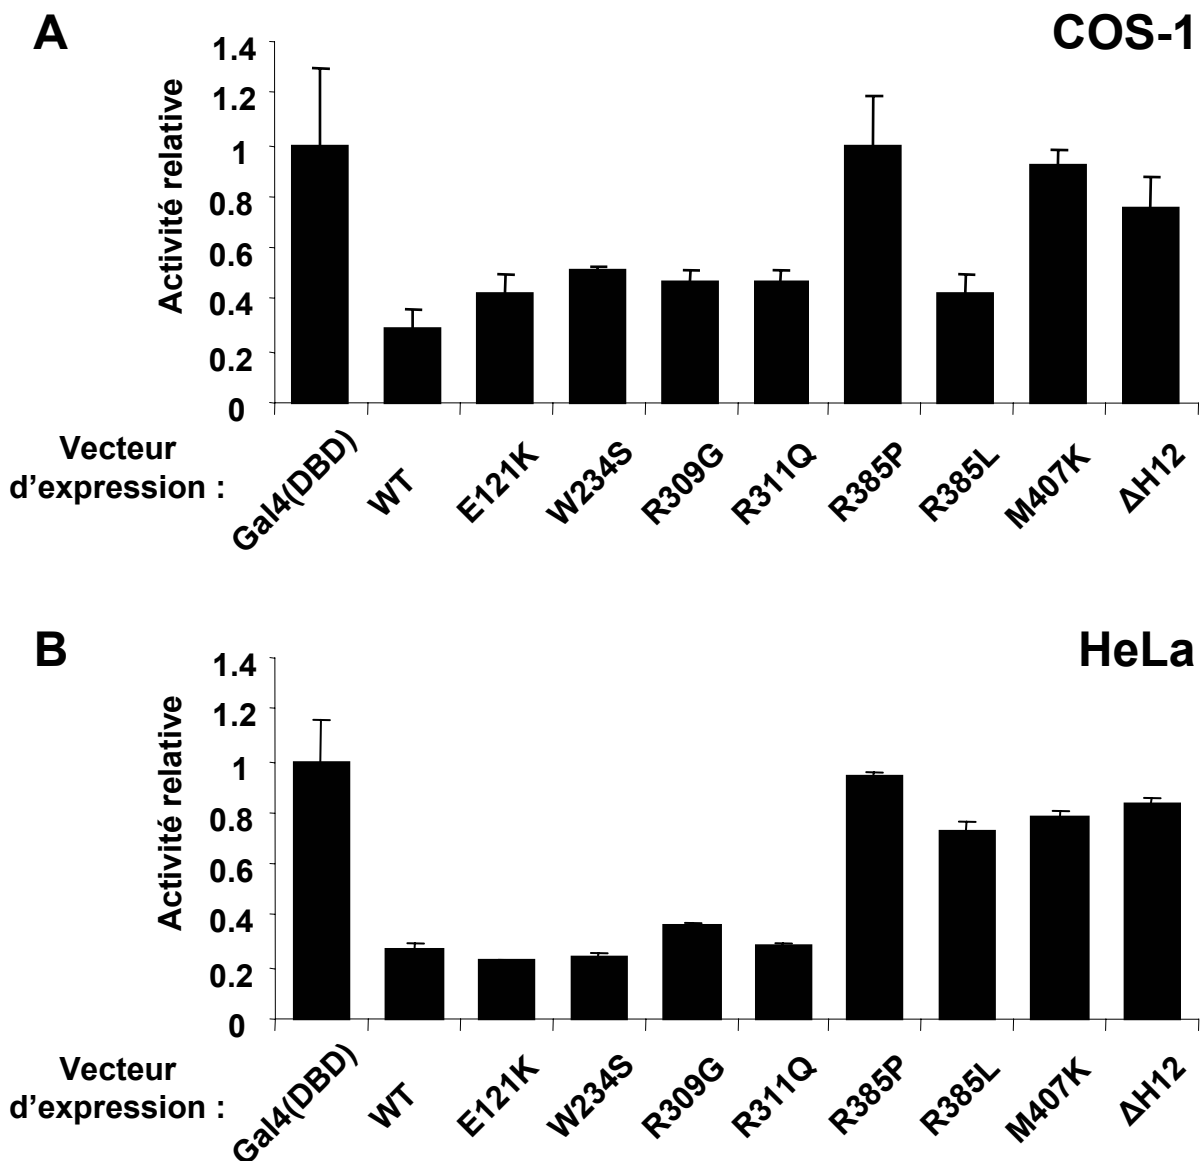 A
COS-1
Activité relative
1.4
1.2
1
0.8
0.6
0.4
0.2
0
Vecteur
d’expression :
Gal4(DBD)
WT
E121K
W234S
R309G
R311Q
R385P
R385L
M407K
ΔH12
B
HeLa
Activité relative
1.4
1.2
1
0.8
0.6
0.4
0.2
0
Vecteur
d’expression :
Gal4(DBD)
WT
E121K
W234S
R309G
R311Q
R385P
R385L
M407K
ΔH12